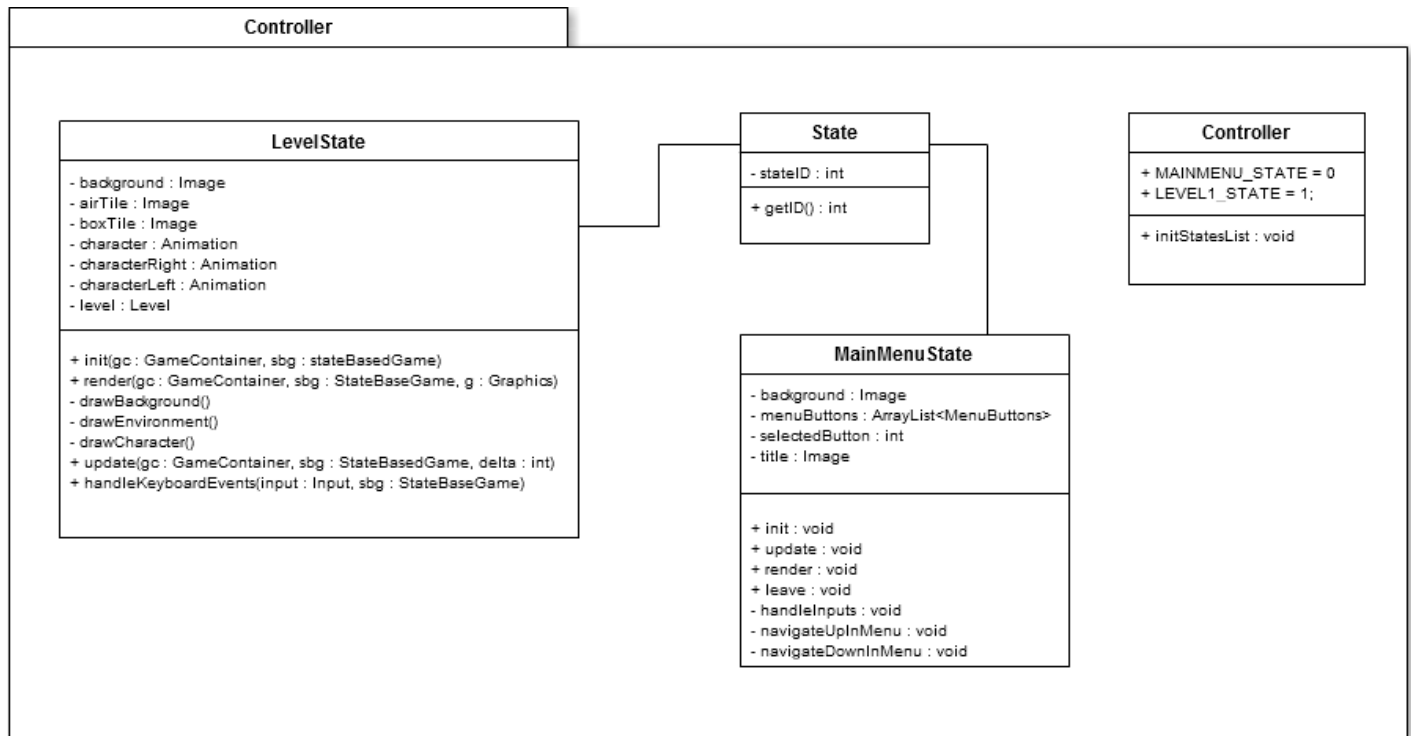 Controller
LevelState
- background : Image
- airTile : Image
- boxTile : Image
- character : Animation
- characterRight : Animation
- characterLeft : Animation
- level : Level
+ init(gc : GameContainer, sbg : stateBasedGame)
+ render(gc : GameContainer, sbg : StateBaseGame, g : Graphics)
- drawBackground()
- drawEnvironment()
- drawCharacter()
+ update(gc : GameContainer, sbg : StateBasedGame, delta : int)
+ handleKeyboardEvents(input : Input, sbg : StateBaseGame)
State
- stateID : int
+ getID() : int
Controller
+ MAINMENU_STATE = 0
+ LEVEL1_STATE = 1;
+ initStatesList : void
MainMenuState
- background : Image
- menuButtons : ArrayList<MenuButtons>
- selectedButton : int
- title : Image
+ init : void
+ update : void
+ render : void
+ leave : void
- handleInputs : void
- navigateUpInMenu : void
- navigateDownInMenu : void